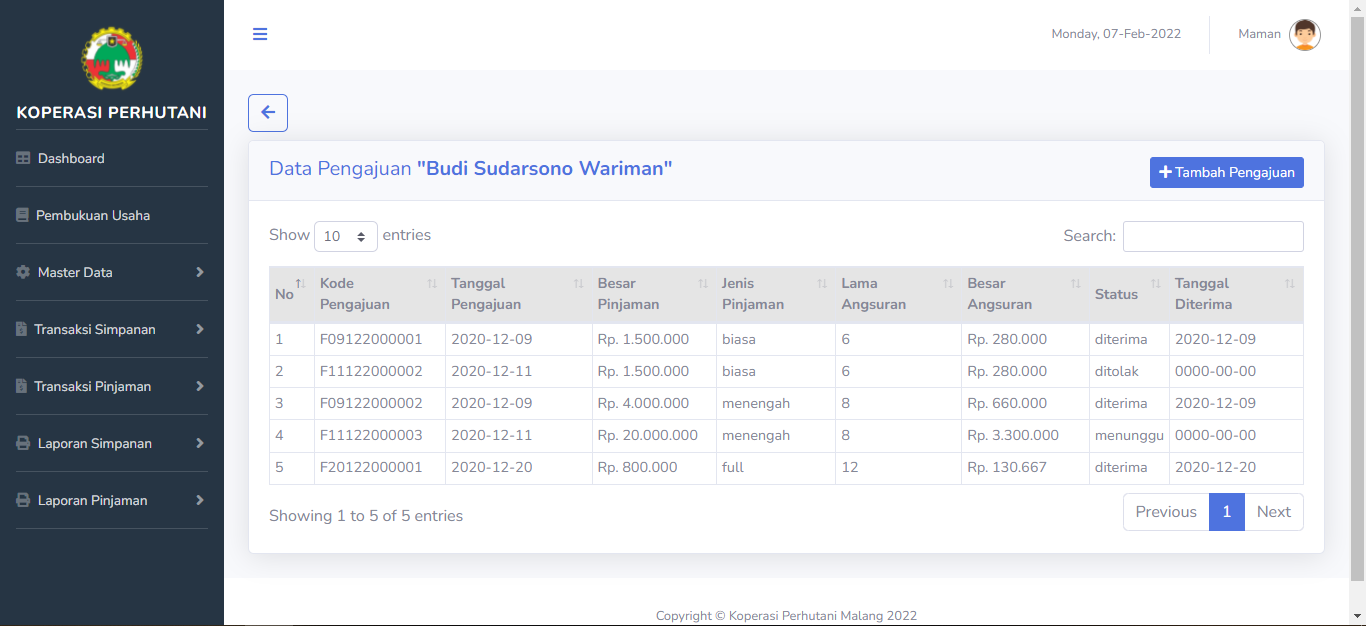 Monday, 07-Feb-2022
Maman
KOPERASI PERHUTANI
Dashboard
Pembukuan Usaha
Master Data
Transaksi Simpanan
Transaksi Pinjaman
Laporan Simpanan
Laporan Pinjaman
Data Pengajuan "Budi Sudarsono Wariman"
Tambah Pengajuan
Show 10 entries
Search:
No Kode Pengajuan Tanggal Pengajuan Besar Pinjaman Jenis Pinjaman Lama Angsuran Besar Angsuran Status Tanggal Diterima
1 F09122000001 2020-12-09 Rp. 1.500.000 biasa 6 Rp. 280.000 diterima 2020-12-09
2 F11122000002 2020-12-11 Rp. 1.500.000 biasa 6 Rp. 280.000 ditolak 0000-00-00
3 F09122000002 2020-12-09 Rp. 4.000.000 menengah 8 Rp. 660.000 diterima 2020-12-09
4 F11122000003 2020-12-11 Rp. 20.000.000 menengah 8 Rp. 3.300.000 menunggu 0000-00-00
5 F20122000001 2020-12-20 Rp. 800.000 full 12 Rp. 130.667 diterima 2020-12-20
Showing 1 to 5 of 5 entries
Previous 1 Next
Copyright © Koperasi Perhutani Malang 2022